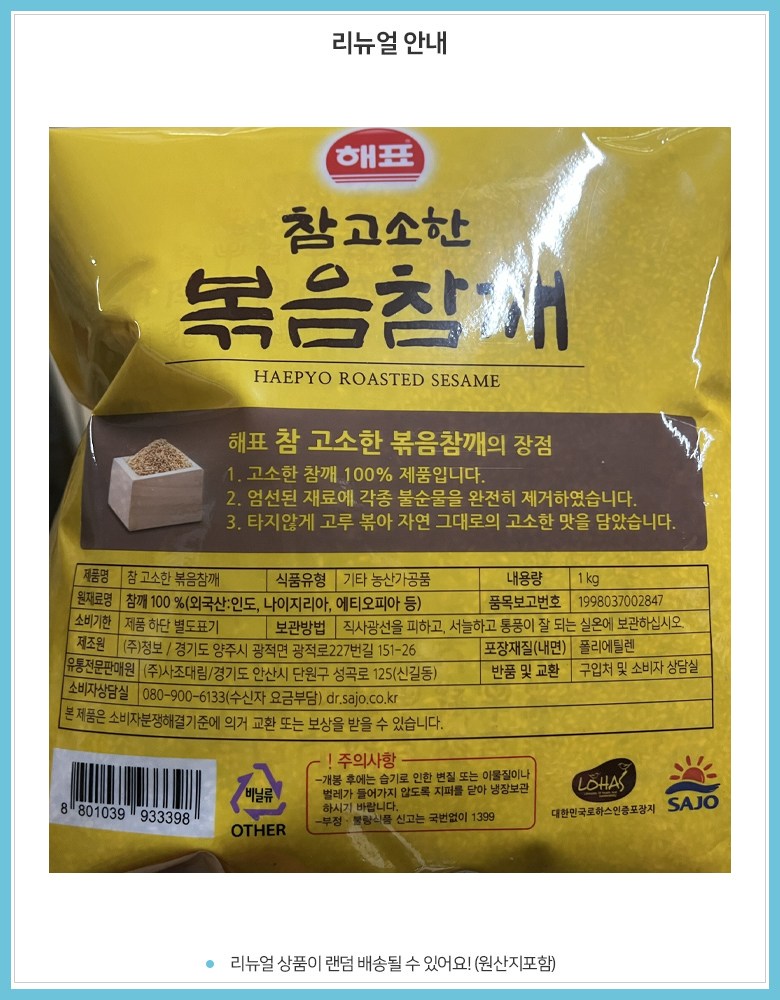 리뉴얼 안내
해표
참고소한
볶음참깨
HAEPYO ROASTED SESAME
해표 참 고소한 볶음참깨의 장점
1. 고소한 참깨 100% 제품입니다.
2. 엄선된 재료에 각종 불순물을 완전히 제거하였습니다.
3. 타지않게 고루 볶아 자연 그대로의 고소한 맛을 담았습니다.
제품명 참 고소한 볶음참깨 식품유형 기타 농산가공품 내용량 1 kg
원재료명 참깨 100 %(외국산:인도, 나이지리아, 에티오피아 등) 품목보고번호 1998037002847
소비기한 제품 하단 별도표기 보관방법 직사광선을 피하고, 서늘하고 통풍이 잘 되는 실온에 보관하십시오.
제조원 (주)정보 / 경기도 양주시 광적면 광적로227번길 151-26 포장재질(내면) 폴리에틸렌
유통전문판매원 (주)사조대림/경기도 안산시 단원구 성곡로 125(신길동) 반품 및 교환 구입처 및 소비자 상담실
소비자상담실 080-900-6133(수신자 요금부담) dr.sajo.co.kr
본 제품은 소비자분쟁해결기준에 의거 교환 또는 보상을 받을 수 있습니다.
8 801039 933398
비닐류
OTHER
! 주의사항
-개봉 후에는 습기로 인한 변질 또는 이물질이나
벌레가 들어가지 않도록 지퍼를 닫아 냉장보관
하시기 바랍니다.
-부정·불량식품 신고는 국번없이 1399
LOHAS
대한민국로하스인증포장지
SAJO
리뉴얼 상품이 랜덤 배송될 수 있어요! (원산지포함)